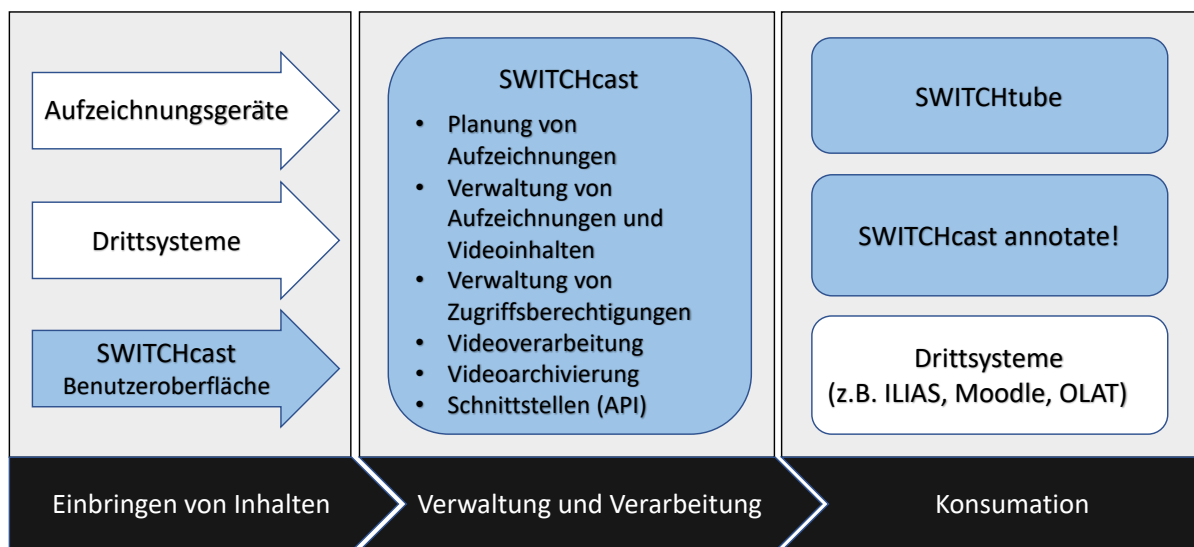 Aufzeichnungsgeräte
Drittsysteme
SWITCHcast
Benutzeroberfläche
Einbringen von Inhalten
SWITCHcast
• Planung von
Aufzeichnungen
• Verwaltung von
Aufzeichnungen und
Videoinhalten
• Verwaltung von
Zugriffsberechtigungen
• Videoverarbeitung
• Videoarchivierung
• Schnittstellen (API)
Verwaltung und Verarbeitung
SWITCHtube
SWITCHcast annotate!
Drittsysteme
(z.B. ILIAS, Moodle, OLAT)
Konsumation